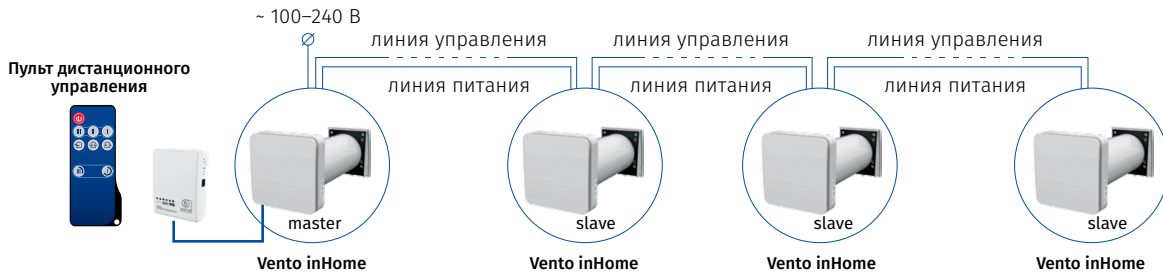 ~ 100–240 В
линия управления
линия управления
линия управления
Пульт дистанционного
управления
линия питания
линия питания
линия питания
master
slave
slave
slave
Vento inHome
Vento inHome
Vento inHome
Vento inHome